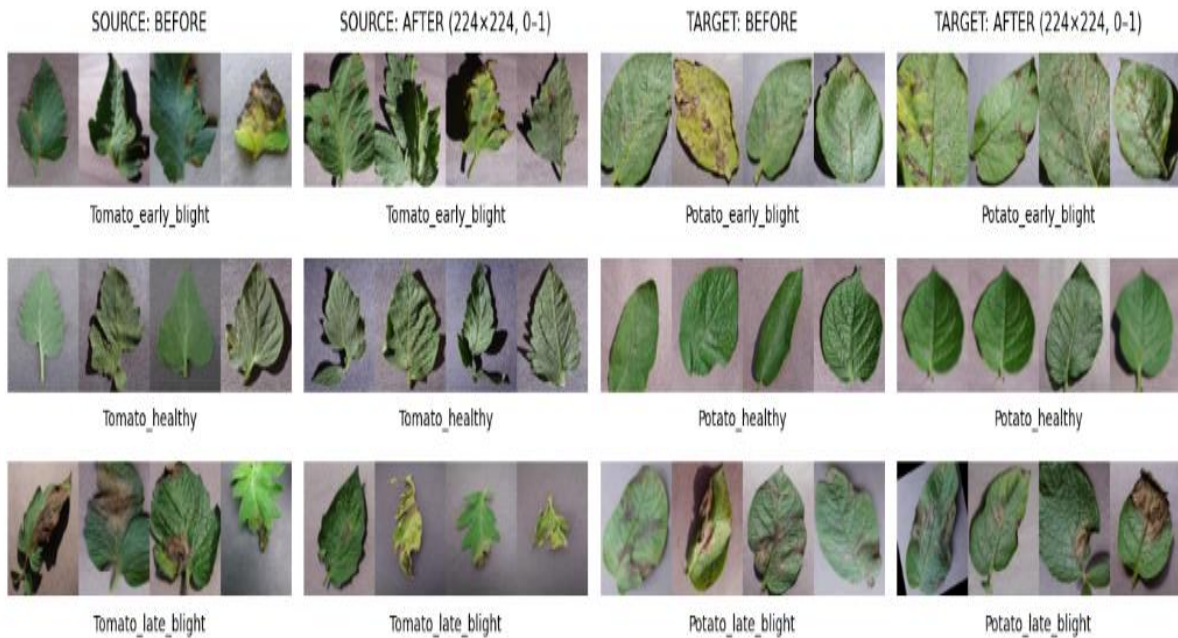 SOURCE: BEFORE SOURCE: AFTER (224×224, 0–1) TARGET: BEFORE TARGET: AFTER (224×224, 0–1)
Tomato_early_blight Tomato_early_blight Potato_early_blight Potato_early_blight
Tomato_healthy Tomato_healthy Potato_healthy Potato_healthy
Tomato_late_blight Tomato_late_blight Potato_late_blight Potato_late_blight